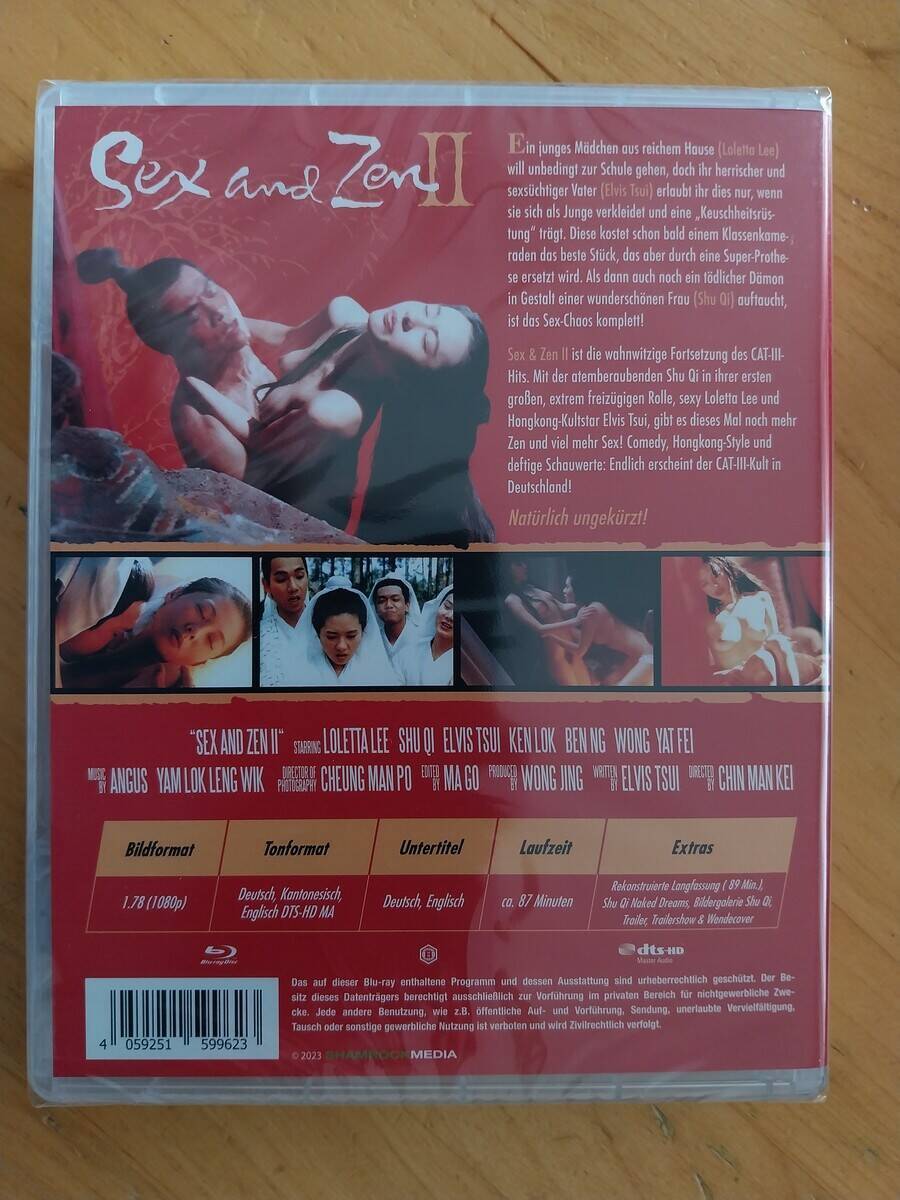 Sex and Zen II
Ein junges Mädchen aus reichem Hause (Loletta Lee)
will unbedingt zur Schule gehen, doch ihr herrischer und
sexsüchtiger Vater (Elvis Tsui) erlaubt ihr dies nur, wenn
sie sich als Junge verkleidet und eine „Keuschheitsrüs-
tung“ trägt. Diese kostet schon bald einem Klassenkame-
raden das beste Stück, das aber durch eine Super-Prothe-
se ersetzt wird. Als dann auch noch ein tödlicher Dämon
in Gestalt einer wunderschönen Frau (Shu Qi) auftaucht,
ist das Sex-Chaos komplett!
Sex & Zen II ist die wahnwitzige Fortsetzung des CAT-III-
Hits. Mit der atemberaubenden Shu Qi in ihrer ersten
großen, extrem freizügigen Rolle, sexy Loletta Lee und
Hongkong-Kultstar Elvis Tsui, gibt es dieses Mal noch mehr
Zen und viel mehr Sex! Comedy, Hongkong-Style und
deftige Schauwerte: Endlich erscheint der CAT-III-Kult in
Deutschland!
Natürlich ungekürzt!
“SEX AND ZEN II“ STARRING LOLETTA LEE SHU QI ELVIS TSUI KEN LOK BEN NG WONG YAT FEI
MUSIC BY ANGUS YAM LOK LENG WIK DIRECTOR OF PHOTOGRAPHY CHEUNG MAN PO EDITED BY MA GO PRODUCED BY WONG JING WRITTEN BY ELVIS TSUI DIRECTED BY CHIN MAN KEI
Bildformat Tonformat Untertitel Laufzeit Extras
1.78 (1080p)
Deutsch, Kantonesisch,
Englisch DTS-HD MA
Deutsch, Englisch
ca. 87 Minuten
Rekonstruierte Langfassung ( 89 Min.),
Shu Qi Naked Dreams, Bildergalerie Shu Qi,
Trailer, Trailershow & Wendecover
Blu-ray Disc
B
dts-HD
Master Audio
Das auf dieser Blu-ray enthaltene Programm und dessen Ausstattung sind urheberrechtlich geschützt. Der Be-
sitz dieses Datenträgers berechtigt ausschließlich zur Vorführung im privaten Bereich für nichtgewerbliche Zwe-
cke. Jede andere Benutzung, wie z.B. öffentliche Auf- und Vorführung, Sendung, unerlaubte Vervielfältigung,
Tausch oder sonstige gewerbliche Nutzung ist verboten und wird Zivilrechtlich verfolgt.
4 059251 599623
© 2023 SHAMROCKMEDIA